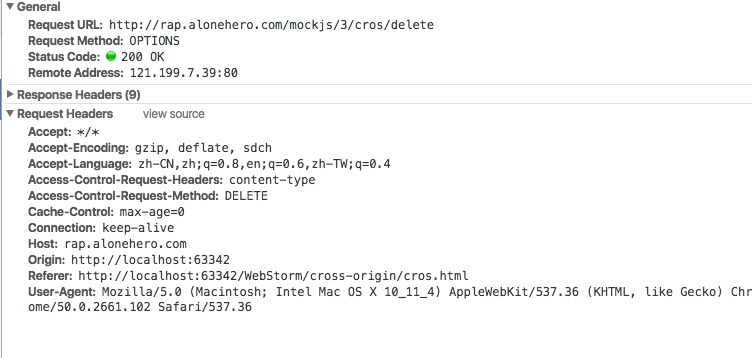 General
Request URL: http://rap.alonehero.com/mockjs/3/cros/delete
Request Method: OPTIONS
Status Code: 200 OK
Remote Address: 121.199.7.39:80
Response Headers (9)
Request Headers view source
Accept: */*
Accept-Encoding: gzip, deflate, sdch
Accept-Language: zh-CN,zh;q=0.8,en;q=0.6,zh-TW;q=0.4
Access-Control-Request-Headers: content-type
Access-Control-Request-Method: DELETE
Cache-Control: max-age=0
Connection: keep-alive
Host: rap.alonehero.com
Origin: http://localhost:63342
Referer: http://localhost:63342/WebStorm/cross-origin/cros.html
User-Agent: Mozilla/5.0 (Macintosh; Intel Mac OS X 10_11_4) AppleWebKit/537.36 (KHTML, like Gecko) Chr
ome/50.0.2661.102 Safari/537.36